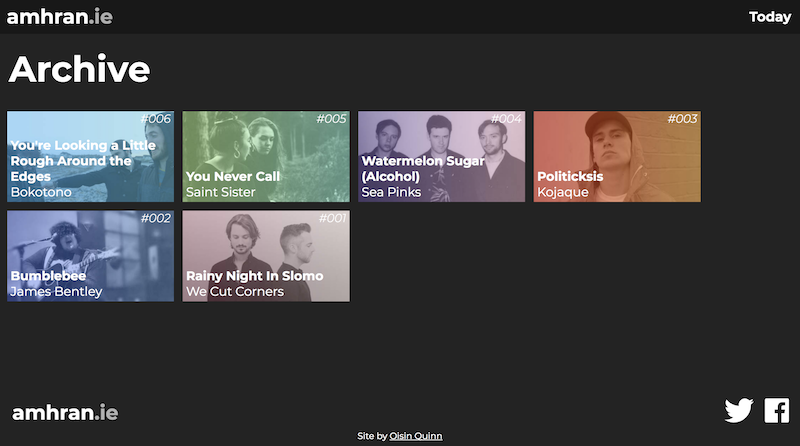 amhran.ie
Today
Archive
#006
You're Looking a Little
Rough Around the
Edges
Bokotono
#005
You Never Call
Saint Sister
#004
Watermelon Sugar
(Alcohol)
Sea Pinks
#003
Politicksis
Kojaque
#002
Bumblebee
James Bentley
#001
Rainy Night In Slomo
We Cut Corners
amhran.ie
Site by Oisin Quinn